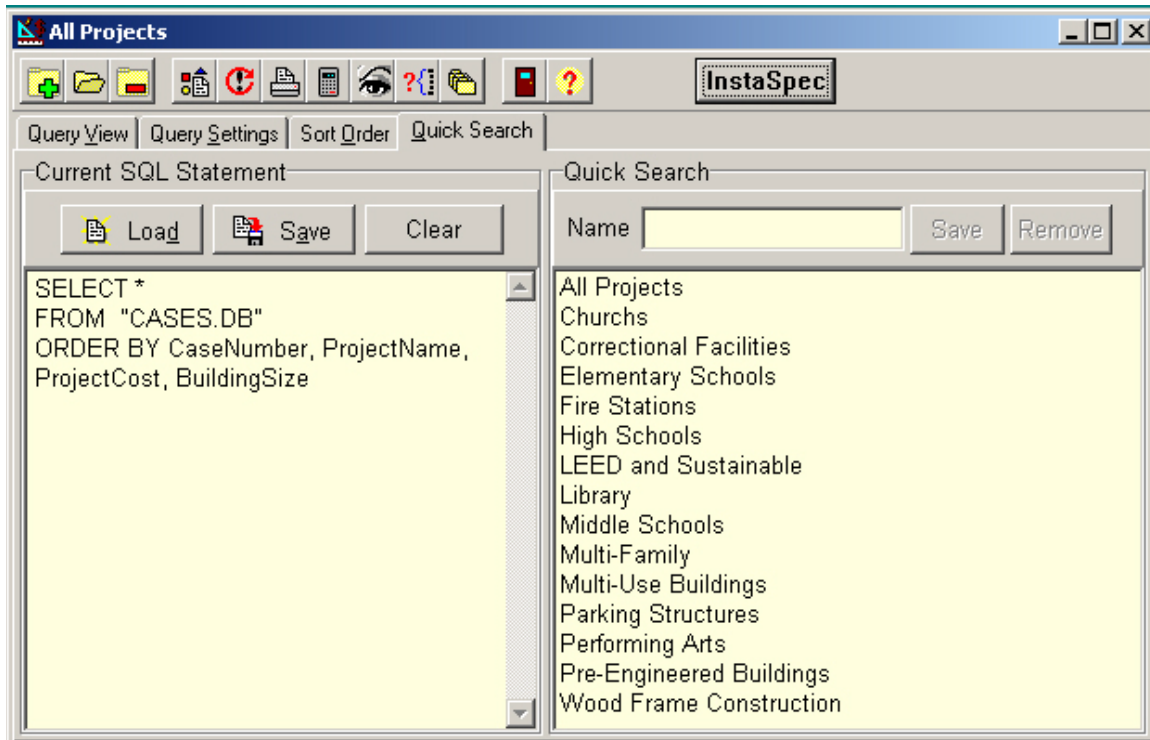 All Projects
InstaSpec
Query View
Query Settings
Sort Order
Quick Search
Current SQL Statement
Load
Save
Clear
SELECT *
FROM "CASES.DB"
ORDER BY CaseNumber, ProjectName,
ProjectCost, BuildingSize
Quick Search
Name
Save
Remove
All Projects
Churchs
Correctional Facilities
Elementary Schools
Fire Stations
High Schools
LEED and Sustainable
Library
Middle Schools
Multi-Family
Multi-Use Buildings
Parking Structures
Performing Arts
Pre-Engineered Buildings
Wood Frame Construction